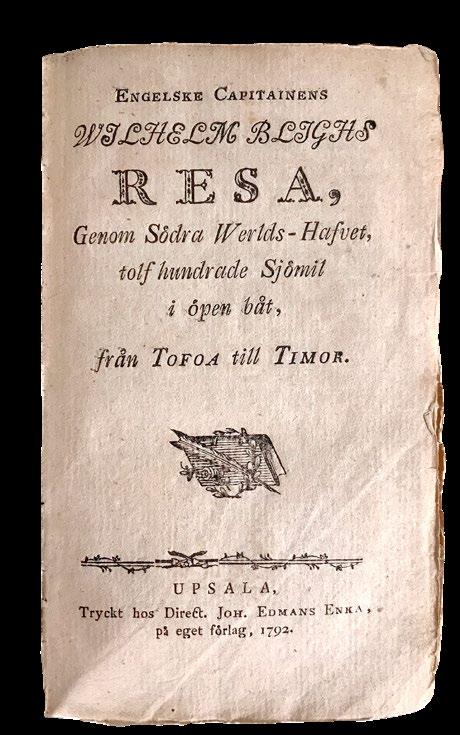 ENGELSKE CAPITAINENS
WILHELM BLIGHS
RESA,
Genom Södra Werlds-Hafvet,
tolf hundrade Sjömil
i öpen båt,
från TOFOA till TIMOR.
UPSALA,
Tryckt hos Direct. JOH. EDMANS ENKA,
på eget förlag, 1792.